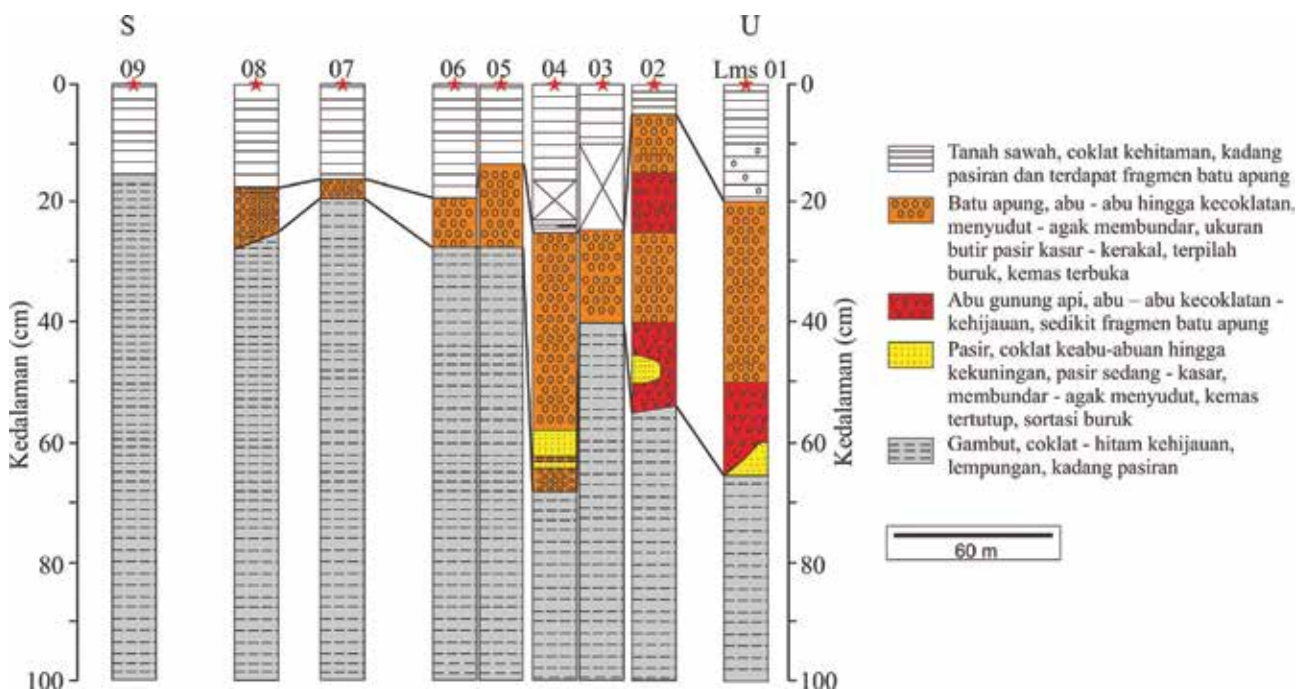 S U
09 08 07 06 05 04 03 02 Lms 01
0 0
20 20
40 40
60 60
80 80
100 100
Kedalaman (cm)
Kedalaman (cm)
Tanah sawah, coklat kehitaman, kadang
pasiran dan terdapat fragmen batu apung
Batu apung, abu - abu hingga kecoklatan,
menyudut - agak membundar, ukuran
butir pasir kasar - kerakal, terpilah
buruk, kemas terbuka
Abu gunung api, abu – abu kecoklatan -
kehijauan, sedikit fragmen batu apung
Pasir, coklat keabu-abuan hingga
kekuningan, pasir sedang - kasar,
membundar - agak menyudut, kemas
tertutup, sortasi buruk
Gambut, coklat - hitam kehijauan,
lempungan, kadang pasiran
60 m